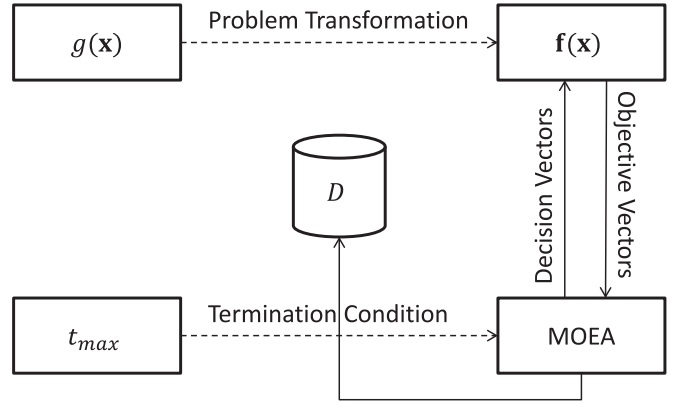 Problem Transformation
g(x)
f(x)
Decision Vectors
Objective Vectors
D
Termination Condition
t_max
MOEA